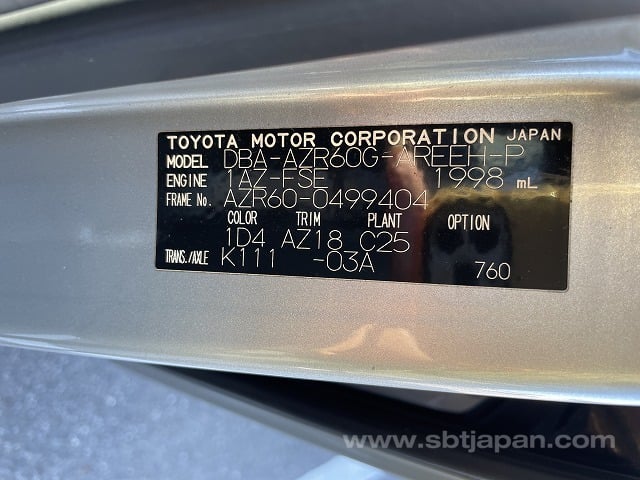 TOYOTA MOTOR CORPORATION JAPAN
MODEL DBA-AZR60G-AREEH-P
ENGINE 1AZ-FSE 1998 mL
FRAME No. AZR60-0499404
COLOR TRIM PLANT OPTION
1D4 AZ18 C25
TRANS./AXLE K111 -03A 760
www.sbtjapan.com